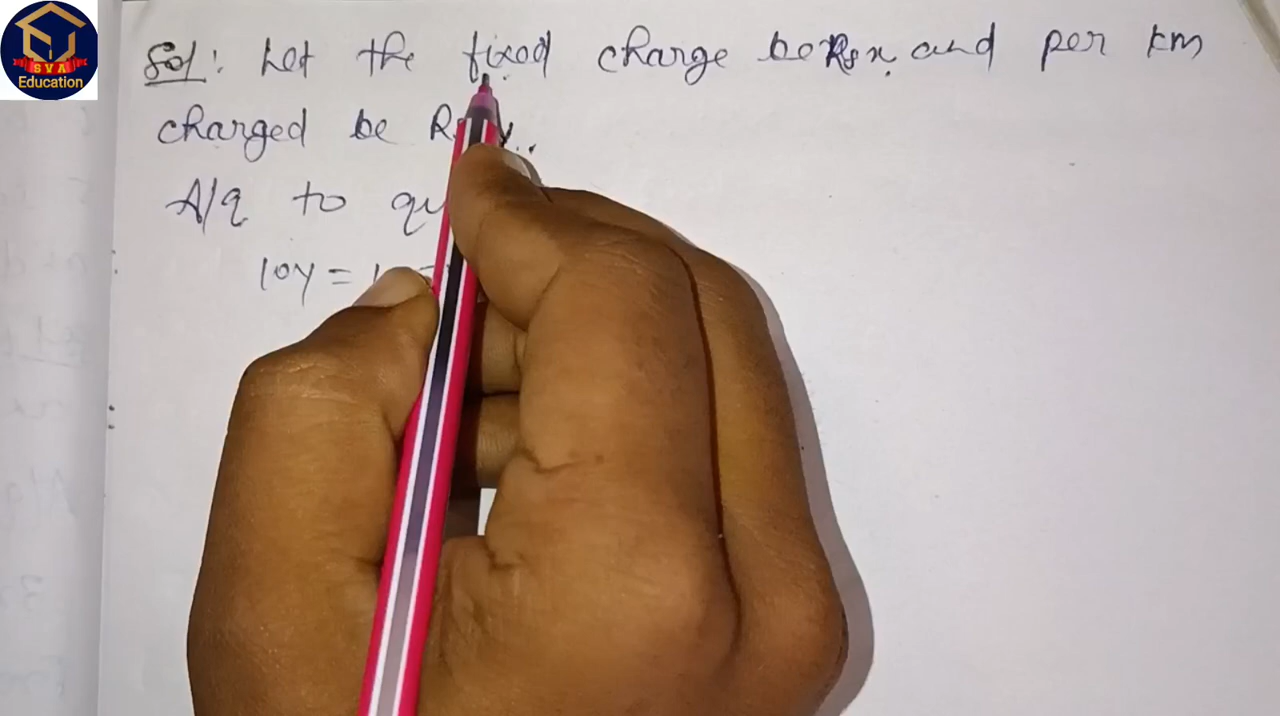 SVA
Education
Sol: Let the fixed charge be Rs x, and per km
charged be
A/q to
10y =